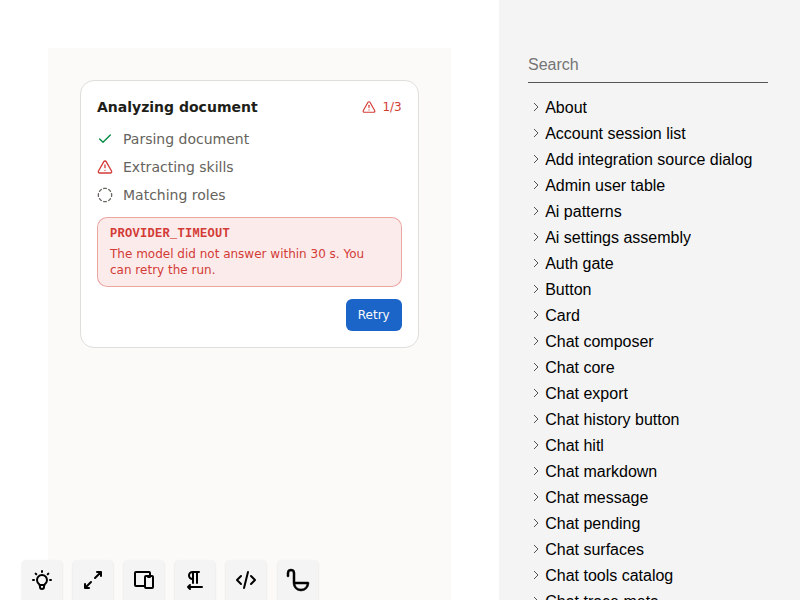 Analyzing document
1/3
Parsing document
Extracting skills
Matching roles
PROVIDER_TIMEOUT
The model did not answer within 30 s. You
can retry the run.
Retry
Search
About
Account session list
Add integration source dialog
Admin user table
Ai patterns
Ai settings assembly
Auth gate
Button
Card
Chat composer
Chat core
Chat export
Chat history button
Chat hitl
Chat markdown
Chat message
Chat pending
Chat surfaces
Chat tools catalog
Chat trace meta